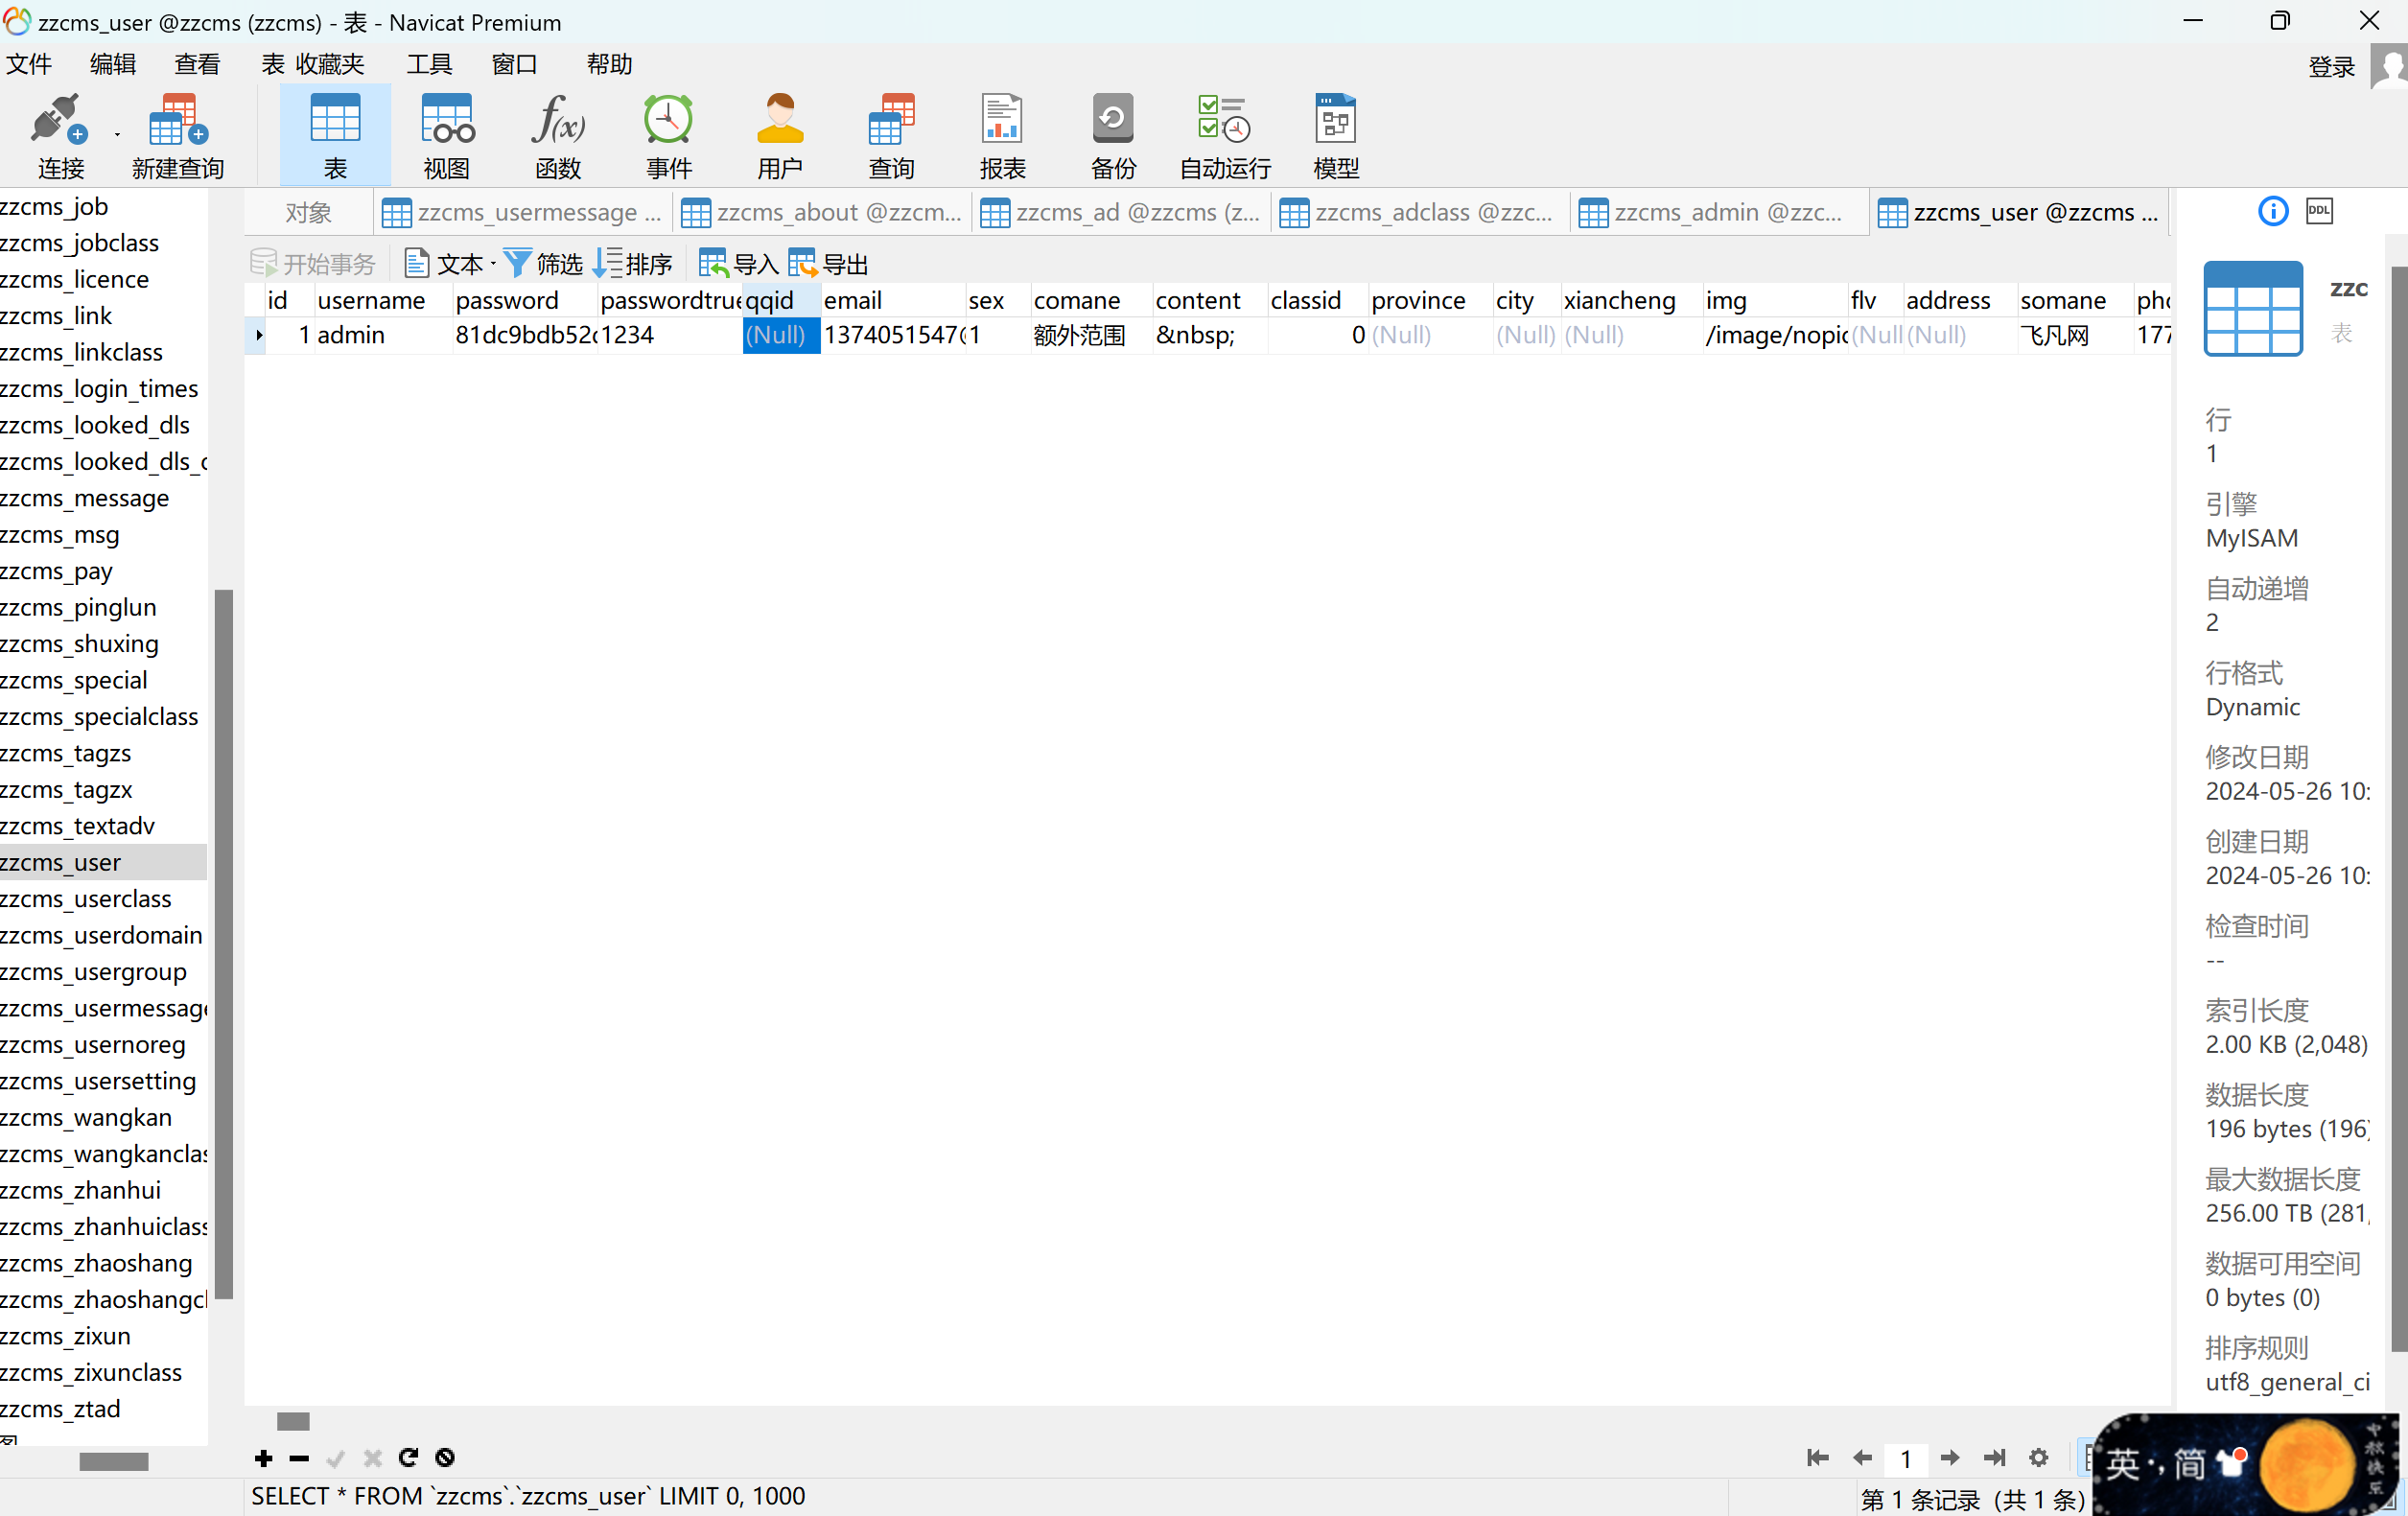 zzcms_user @zzcms (zzcms) - 表 - Navicat Premium
文件 编辑 查看 表 收藏夹 工具 窗口 帮助 登录
连接 新建查询 表 视图 函数 事件 用户 查询 报表 备份 自动运行 模型
对象 zzcms_usermessage ... zzcms_about @zzcm... zzcms_ad @zzcms (z... zzcms_adclass @zzc... zzcms_admin @zzc... zzcms_user @zzcms ...
DDL
开始事务 文本 筛选 排序 导入 导出
id username password passwordtrue qqid email sex comane content classid province city xiancheng img flv address somane pho
1 admin 81dc9bdb52c 1234 (Null) 1374051547@ 1 额外范围 &nbsp; 0 (Null) (Null) (Null) /image/nopic (Null (Null) 飞凡网 177
zzcms_job
zzcms_jobclass
zzcms_licence
zzcms_link
zzcms_linkclass
zzcms_login_times
zzcms_looked_dls
zzcms_looked_dls_c
zzcms_message
zzcms_msg
zzcms_pay
zzcms_pinglun
zzcms_shuxing
zzcms_special
zzcms_specialclass
zzcms_tagzs
zzcms_tagzx
zzcms_textadv
zzcms_user
zzcms_userclass
zzcms_userdomain
zzcms_usergroup
zzcms_usermessage
zzcms_usernoreg
zzcms_usersetting
zzcms_wangkan
zzcms_wangkanclas
zzcms_zhanhui
zzcms_zhanhuiclass
zzcms_zhaoshang
zzcms_zhaoshangcl
zzcms_zixun
zzcms_zixunclass
zzcms_ztad
图
zzc
表
行
1
引擎
MyISAM
自动递增
2
行格式
Dynamic
修改日期
2024-05-26 10:
创建日期
2024-05-26 10:
检查时间
--
索引长度
2.00 KB (2,048)
数据长度
196 bytes (196)
最大数据长度
256.00 TB (281,
数据可用空间
0 bytes (0)
排序规则
utf8_general_ci
1
SELECT * FROM `zzcms`.`zzcms_user` LIMIT 0, 1000
第 1 条记录 (共 1 条)
英 ·, 简
中秋快乐